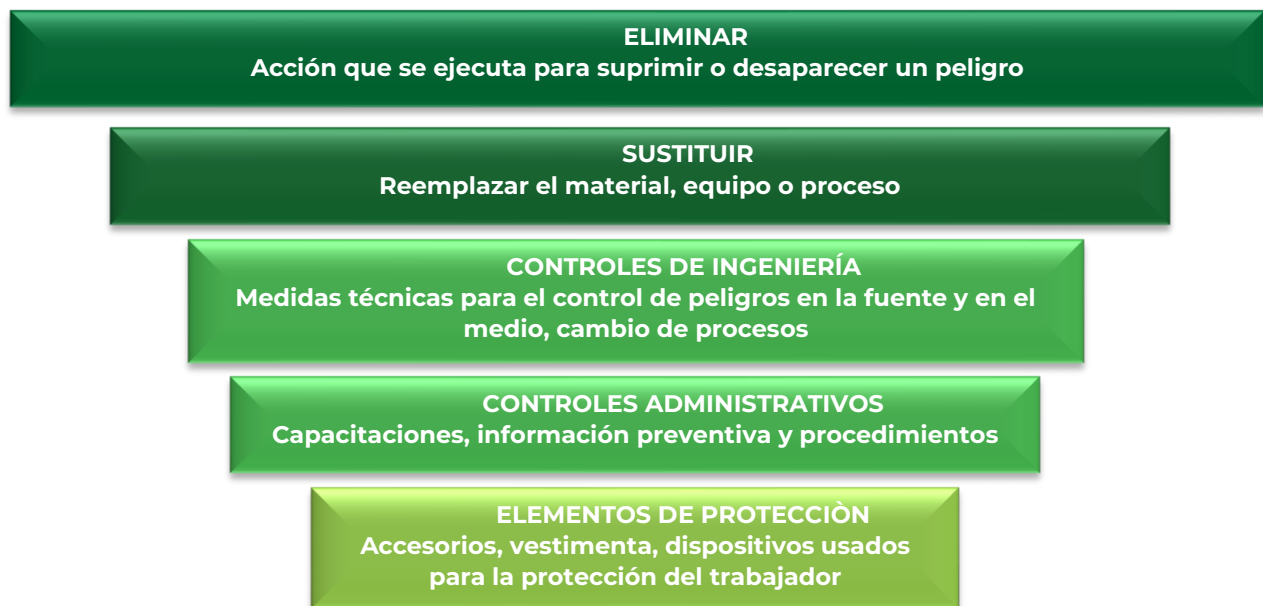 ELIMINAR
Acción que se ejecuta para suprimir o desaparecer un peligro
SUSTITUIR
Reemplazar el material, equipo o proceso
CONTROLES DE INGENIERÍA
Medidas técnicas para el control de peligros en la fuente y en el
medio, cambio de procesos
CONTROLES ADMINISTRATIVOS
Capacitaciones, información preventiva y procedimientos
ELEMENTOS DE PROTECCIÒN
Accesorios, vestimenta, dispositivos usados
para la protección del trabajador